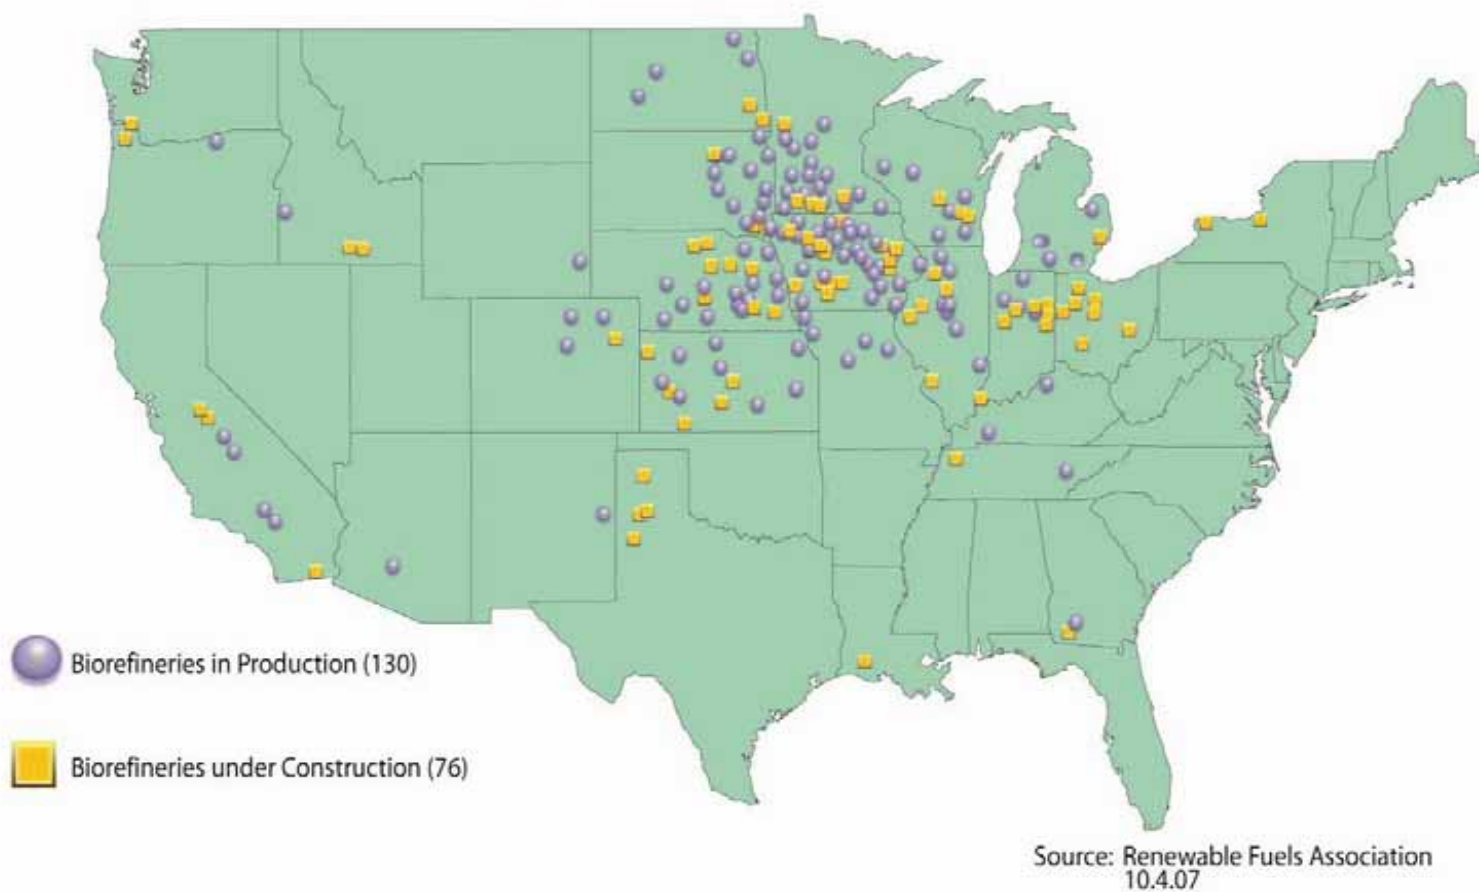 Biorefineries in Production (130)
Biorefineries under Construction (76)
Source: Renewable Fuels Association
10.4.07